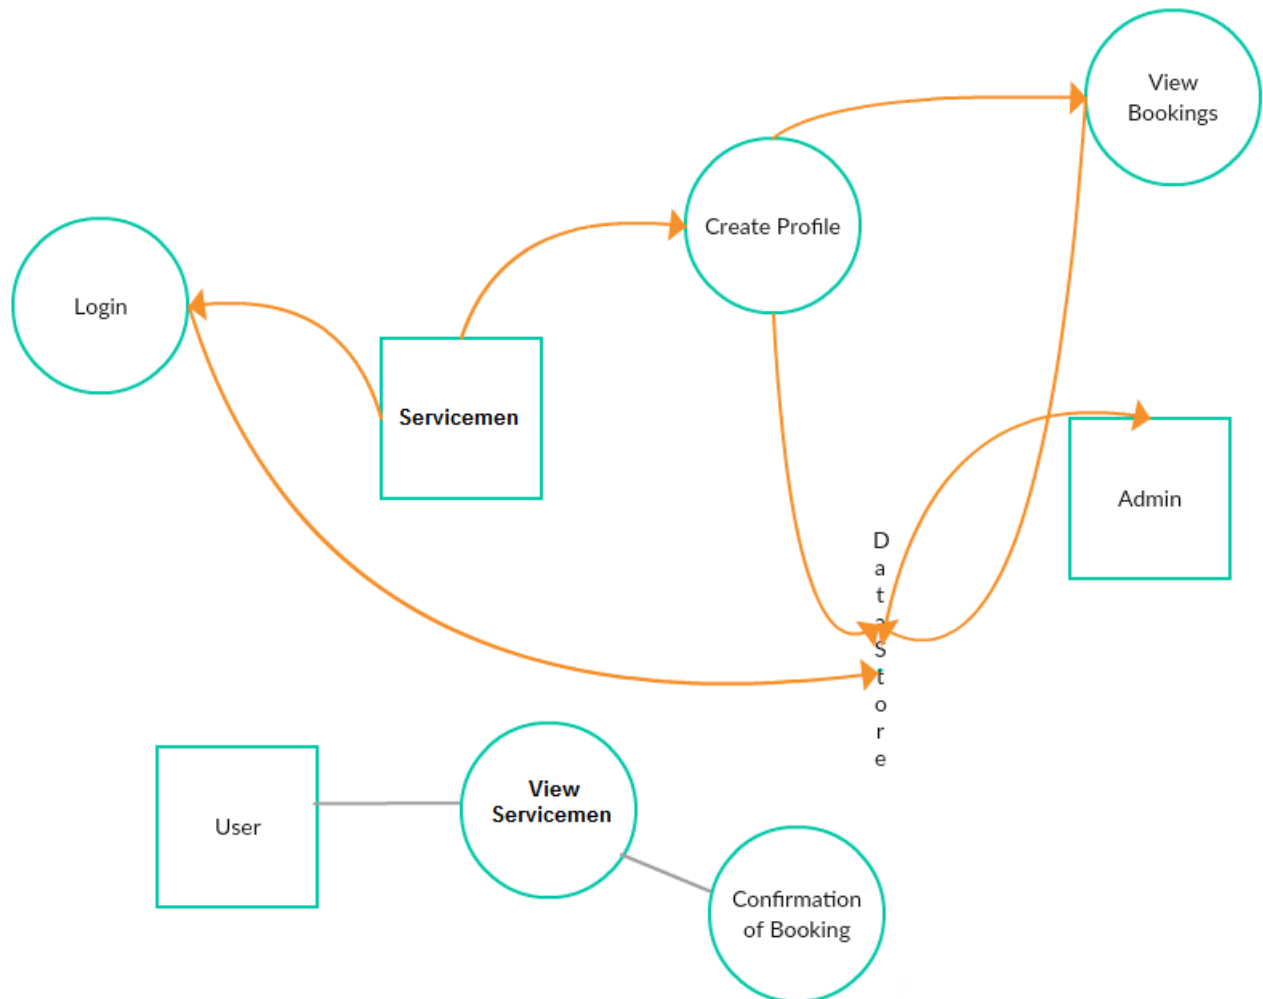 View
Bookings
Create Profile
Login
Servicemen
Admin
D
a
t
a
S
t
o
r
e
View
Servicemen
User
Confirmation
of Booking